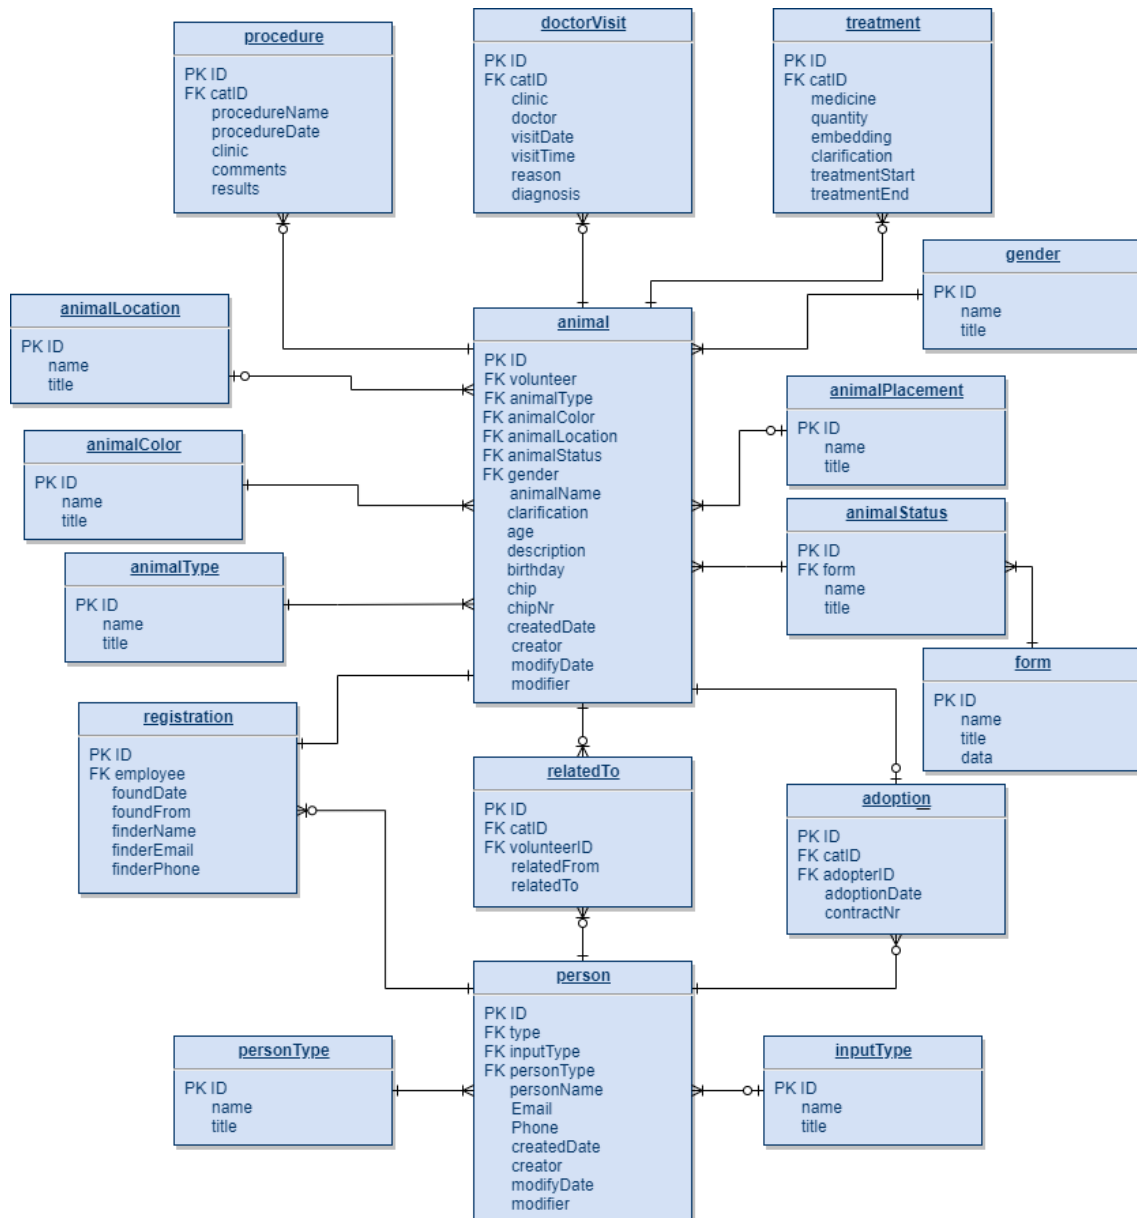 procedure
PK ID
FK catID
procedureName
procedureDate
clinic
comments
results
doctorVisit
PK ID
FK catID
clinic
doctor
visitDate
visitTime
reason
diagnosis
treatment
PK ID
FK catID
medicine
quantity
embedding
clarification
treatmentStart
treatmentEnd
gender
PK ID
name
title
animalLocation
PK ID
name
title
animal
PK ID
FK volunteer
FK animalType
FK animalColor
FK animalLocation
FK animalStatus
FK gender
animalName
clarification
age
description
birthday
chip
chipNr
createdDate
creator
modifyDate
modifier
animalPlacement
PK ID
name
title
animalColor
PK ID
name
title
animalStatus
PK ID
FK form
name
title
animalType
PK ID
name
title
form
PK ID
name
title
data
registration
PK ID
FK employee
foundDate
foundFrom
finderName
finderEmail
finderPhone
relatedTo
PK ID
FK catID
FK volunteerID
relatedFrom
relatedTo
adoption
PK ID
FK catID
FK adopterID
adoptionDate
contractNr
person
PK ID
FK type
FK inputType
FK personType
personName
Email
Phone
createdDate
creator
modifyDate
modifier
personType
PK ID
name
title
inputType
PK ID
name
title